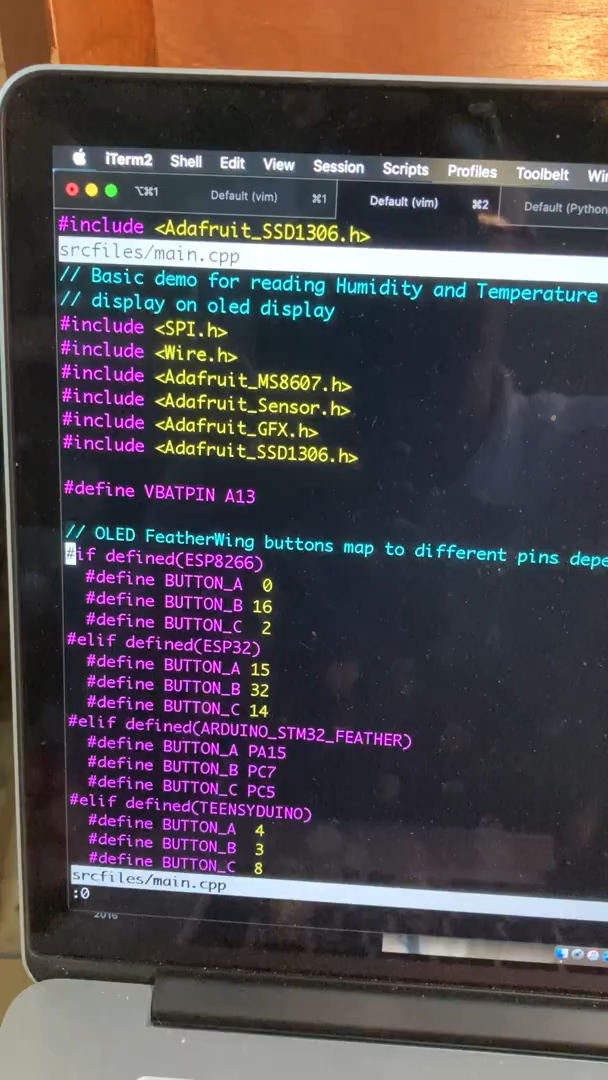 iTerm2 Shell Edit View Session Scripts Profiles Toolbelt
⌥⌘1 Default (vim) ⌘1 Default (vim) ⌘2 Default (Python
#include <Adafruit_SSD1306.h>
srcfiles/main.cpp
// Basic demo for reading Humidity and Temperature
// display on oled display
#include <SPI.h>
#include <Wire.h>
#include <Adafruit_MS8607.h>
#include <Adafruit_Sensor.h>
#include <Adafruit_GFX.h>
#include <Adafruit_SSD1306.h>
#define VBATPIN A13
// OLED FeatherWing buttons map to different pins depe
#if defined(ESP8266)
#define BUTTON_A 0
#define BUTTON_B 16
#define BUTTON_C 2
#elif defined(ESP32)
#define BUTTON_A 15
#define BUTTON_B 32
#define BUTTON_C 14
#elif defined(ARDUINO_STM32_FEATHER)
#define BUTTON_A PA15
#define BUTTON_B PC7
#define BUTTON_C PC5
#elif defined(TEENSYDUINO)
#define BUTTON_A 4
#define BUTTON_B 3
#define BUTTON_C 8
srcfiles/main.cpp
:0
2016